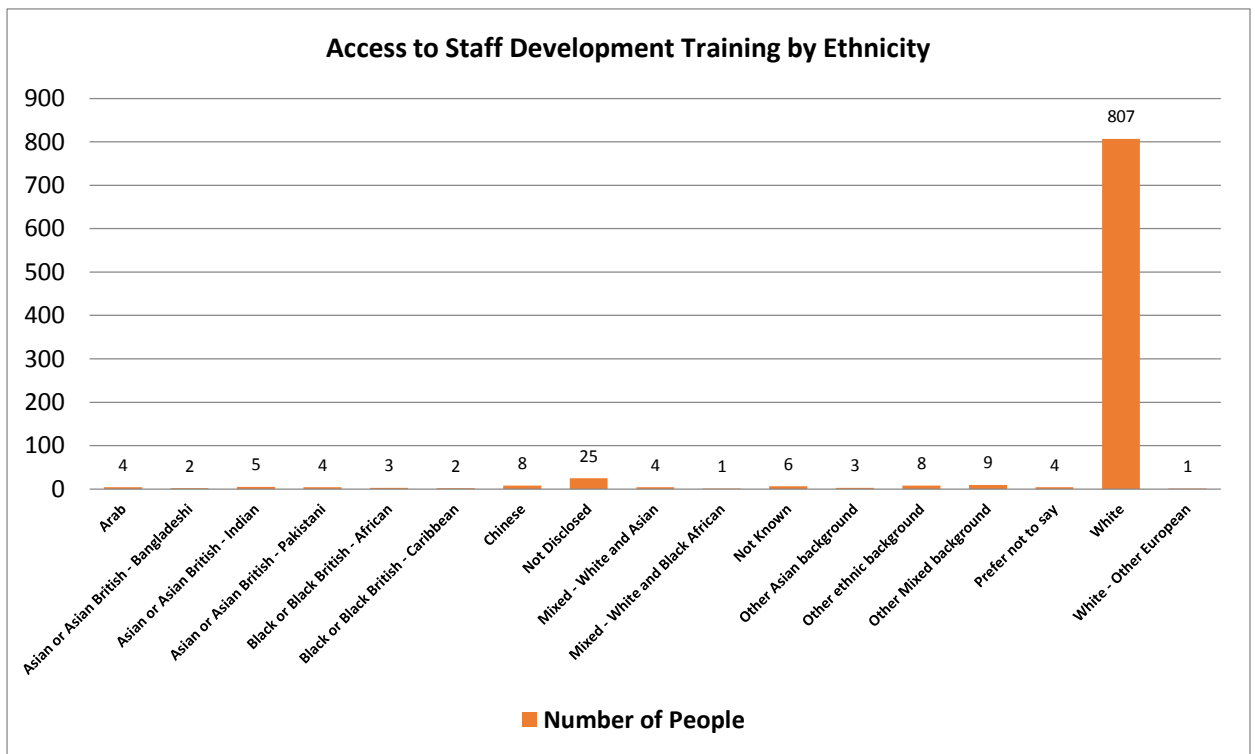 Access to Staff Development Training by Ethnicity
900
800
700
600
500
400
300
200
100
0
4
2
5
4
3
2
8
25
4
1
6
3
8
9
4
807
1
Arab
Asian or Asian British - Bangladeshi
Asian or Asian British - Indian
Asian or Asian British - Pakistani
Black or Black British - African
Black or Black British - Caribbean
Chinese
Not Disclosed
Mixed - White and Asian
Mixed - White and Black African
Not Known
Other Asian background
Other ethnic background
Other Mixed background
Prefer not to say
White
White - Other European
Number of People